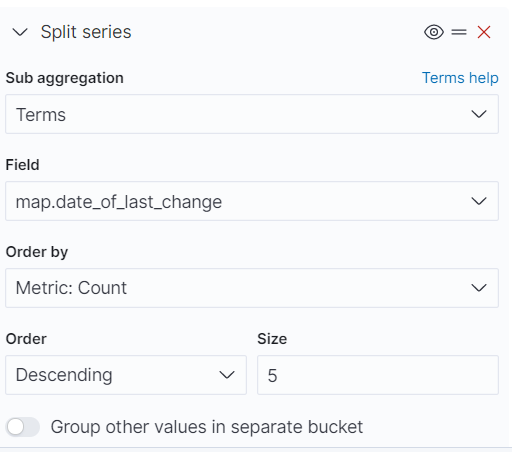 Split series
Sub aggregation Terms help
Terms
Field
map.date_of_last_change
Order by
Metric: Count
Order Size
Descending 5
Group other values in separate bucket